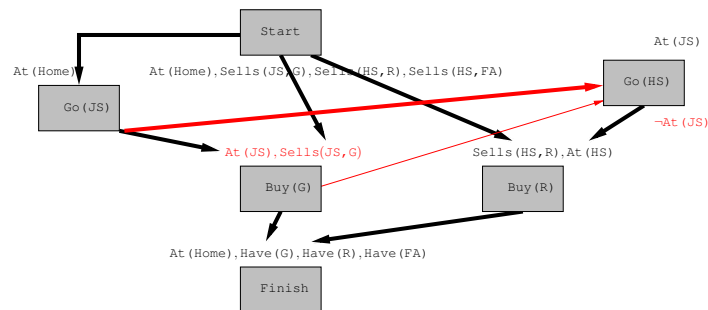 Start
At(JS)
At(Home)
At(Home),Sells(JS,G),Sells(HS,R),Sells(HS,FA)
Go(HS)
Go(JS)
¬At(JS)
At(JS),Sells(JS,G)
Sells(HS,R),At(HS)
Buy(G)
Buy(R)
At(Home),Have(G),Have(R),Have(FA)
Finish